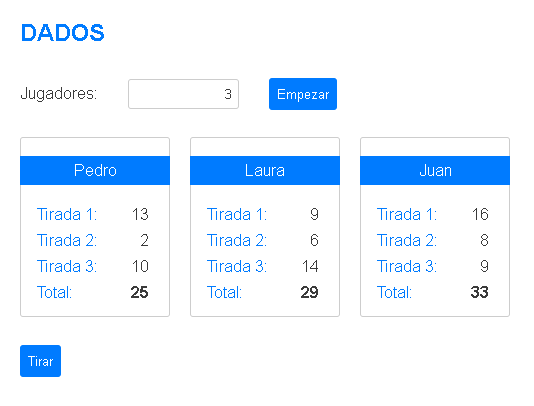 DADOS
Jugadores: 3 Empezar
Pedro
Tirada 1: 13
Tirada 2: 2
Tirada 3: 10
Total: 25
Laura
Tirada 1: 9
Tirada 2: 6
Tirada 3: 14
Total: 29
Juan
Tirada 1: 16
Tirada 2: 8
Tirada 3: 9
Total: 33
Tirar